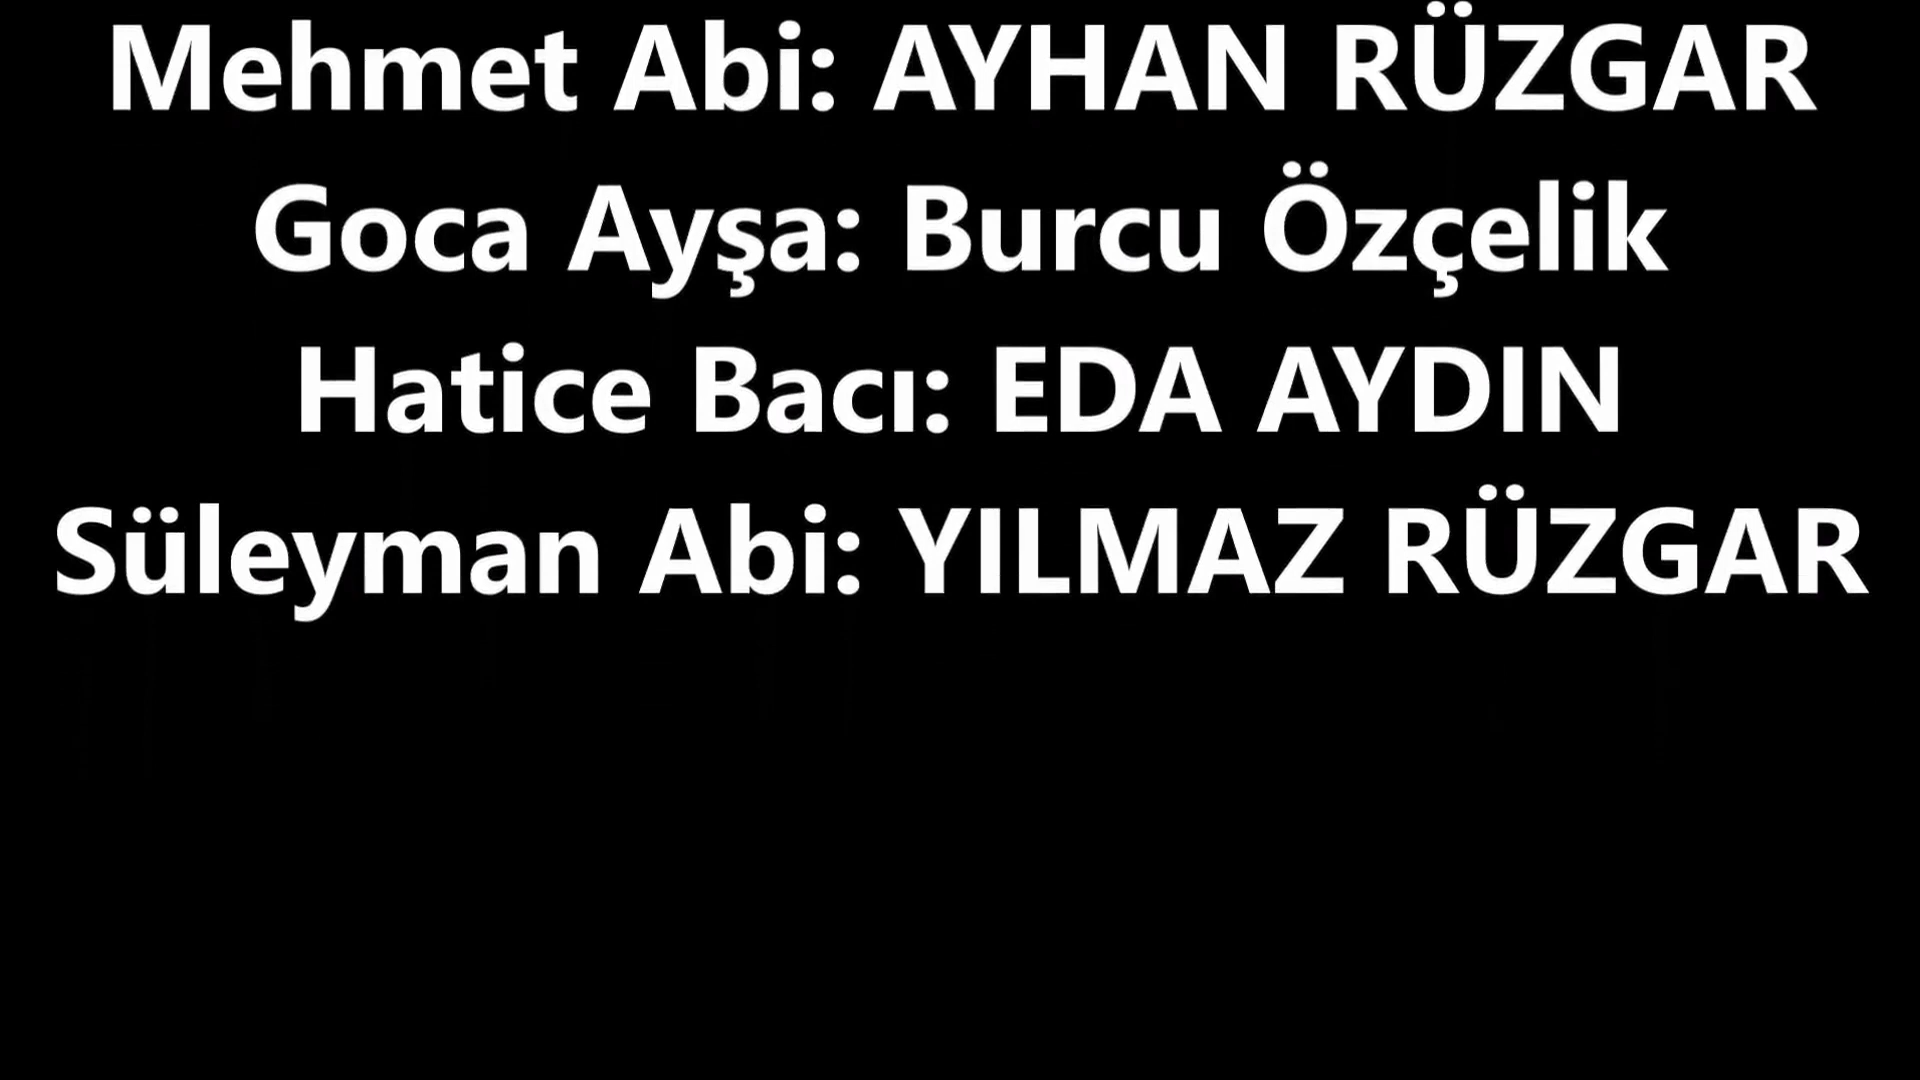 Mehmet Abi: AYHAN RÜZGAR
Goca Ayşa: Burcu Özçelik
Hatice Bacı: EDA AYDIN
Süleyman Abi: YILMAZ RÜZGAR